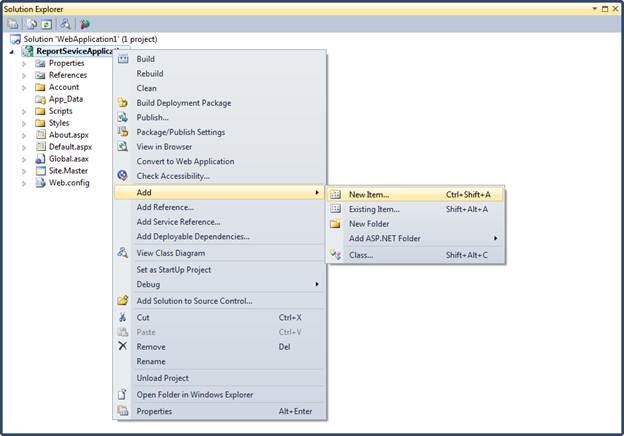 Solution Explorer
Solution 'WebApplication1' (1 project)
ReportSeviceApplicati
Properties
References
Account
App_Data
Scripts
Styles
About.aspx
Default.aspx
Global.asax
Site.Master
Web.config
Build
Rebuild
Clean
Build Deployment Package
Publish...
Package/Publish Settings
View in Browser
Convert to Web Application
Check Accessibility...
Add
Add Reference...
Add Service Reference...
Add Deployable Dependencies...
View Class Diagram
Set as StartUp Project
Debug
Add Solution to Source Control...
Cut Ctrl+X
Paste Ctrl+V
Remove Del
Rename
Unload Project
Open Folder in Windows Explorer
Properties Alt+Enter
New Item... Ctrl+Shift+A
Existing Item... Shift+Alt+A
New Folder
Add ASP.NET Folder
Class... Shift+Alt+C